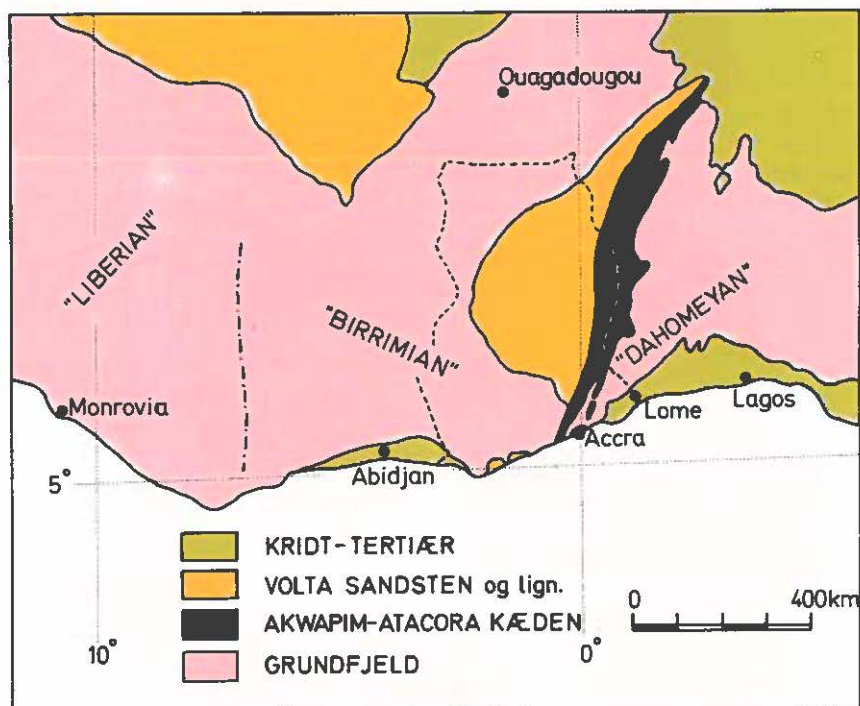 Ouagadougou
"LIBERIAN"
"BIRRIMIAN"
"DAHOMEYAN"
Monrovia
Abidjan
Accra
Lome
Lagos
5°
KRIDT-TERTIÆR
VOLTA SANDSTEN og lign.
AKWAPIM-ATACORA KÆDEN
GRUNDFJELD
0 400km
10° 0°